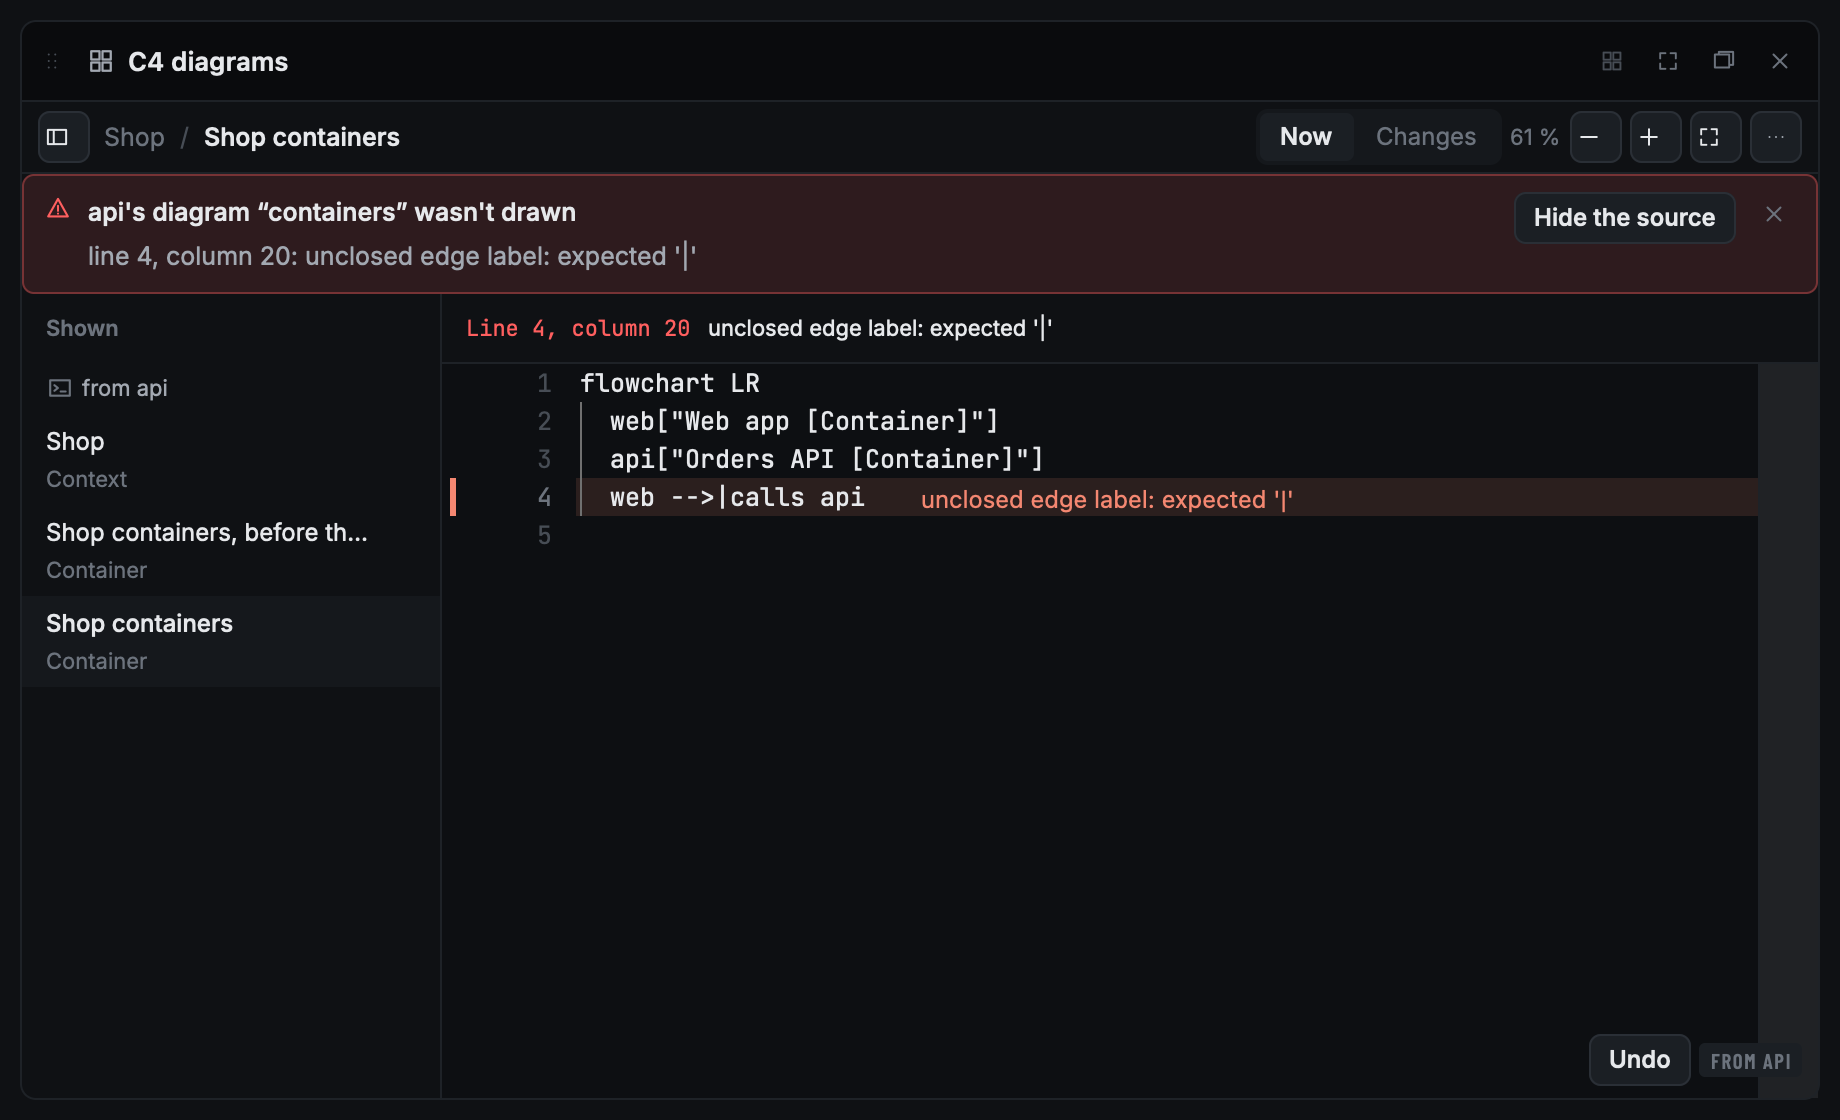 C4 diagrams
Shop / Shop containers
Now Changes 61 %
api's diagram “containers” wasn't drawn
Hide the source
line 4, column 20: unclosed edge label: expected '|'
Shown
from api
Shop
Context
Shop containers, before th...
Container
Shop containers
Container
Line 4, column 20 unclosed edge label: expected '|'
1 flowchart LR
2 web["Web app [Container]"]
3 api["Orders API [Container]"]
4 web -->|calls api unclosed edge label: expected '|'
5
Undo FROM API